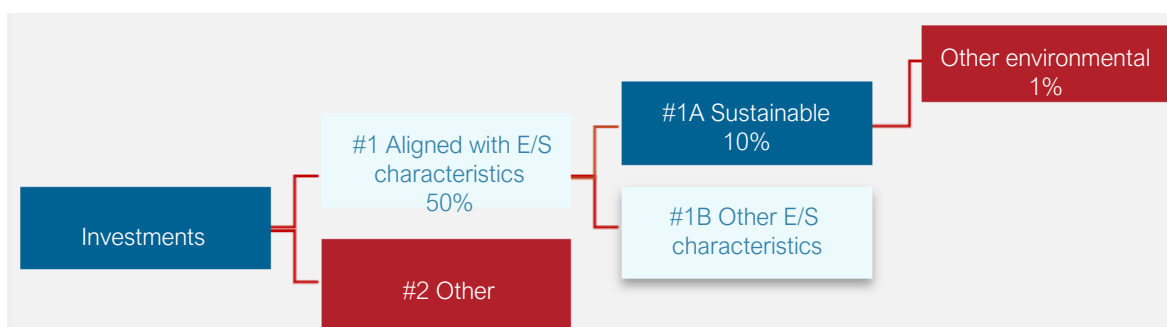 Investments
#1 Aligned with E/S
characteristics
50%
#2 Other
#1A Sustainable
10%
#1B Other E/S
characteristics
Other environmental
1%